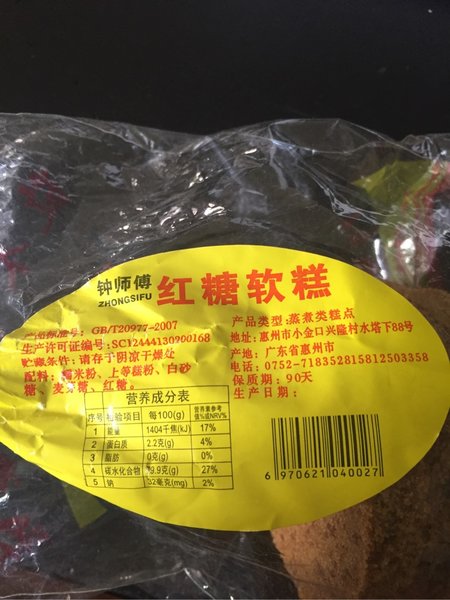 钟师傅
ZHONGSIFU
红糖软糕
产品标准号: GB/T20977-2007
生产许可证编号:SC12444130200168
贮藏条件: 请存于阴凉干燥处
配料: 糯米粉、上等糕粉、白砂
糖、麦芽糖、红糖。
产品类型:蒸煮类糕点
地址:惠州市小金口兴隆村水塔下88号
产地: 广东省惠州市
电话: 0752-718352815812503358
保质期: 90天
生产日期:
营养成分表
序号 检验项目 每100(g) 营养素参考值%或NRV%
1 能量 1404千焦(kJ) 17%
2 蛋白质 2.2克(g) 4%
3 脂肪 0克(g) 0%
4 碳水化合物 9.9克(g) 27%
5 钠 32毫克(mg) 2%
6 970621 040027